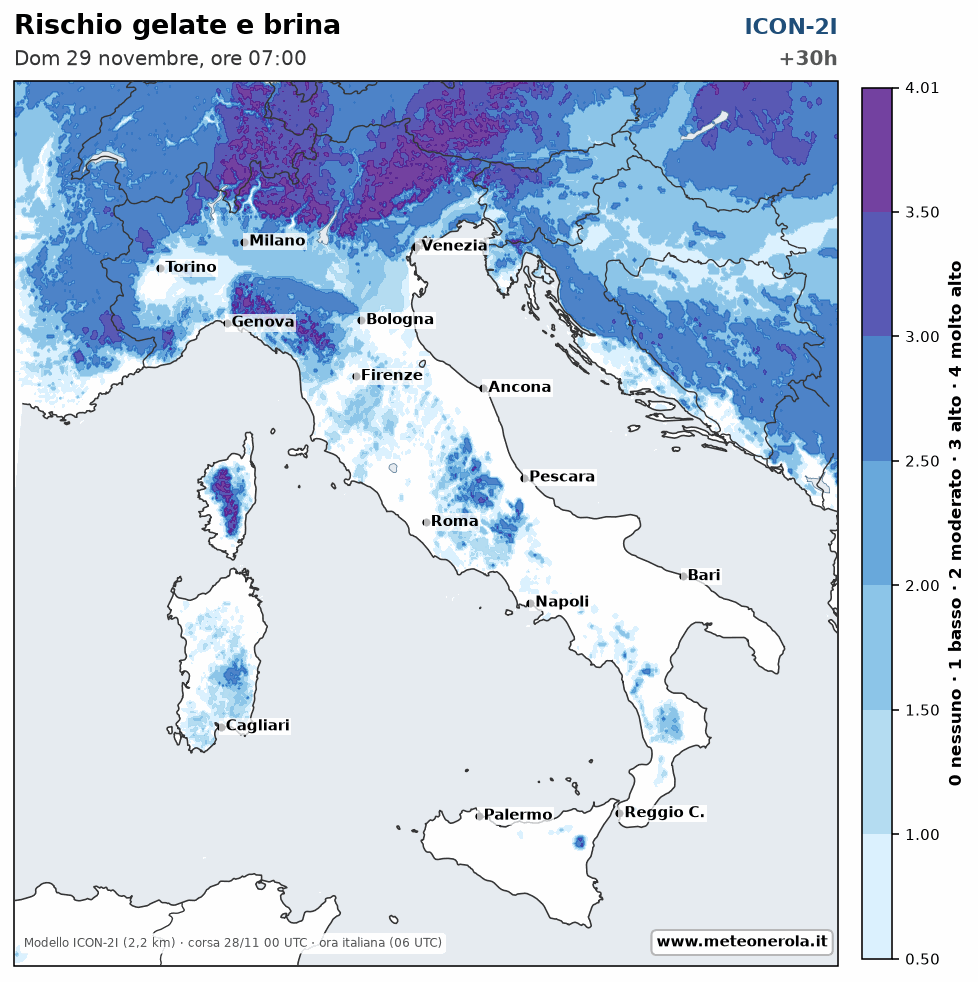 Rischio gelate e brina
ICON-2I
Dom 29 novembre, ore 07:00
+30h
4.01
3.50
3.00
2.50
2.00
1.50
1.00
0.50
0 nessuno · 1 basso · 2 moderato · 3 alto · 4 molto alto
Milano
Venezia
Torino
Genova
Bologna
Firenze
Ancona
Pescara
Roma
Bari
Napoli
Cagliari
Palermo
Reggio C.
Modello ICON-2I (2,2 km) · corsa 28/11 00 UTC · ora italiana (06 UTC)
www.meteonerola.it